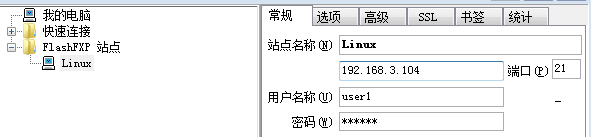 我的电脑
快速连接
FlashFXP 站点
Linux
常规 选项 高级 SSL 书签 统计
站点名称(N) Linux
192.168.3.104 端口(P) 21
用户名称(U) user1
密码(W) ******